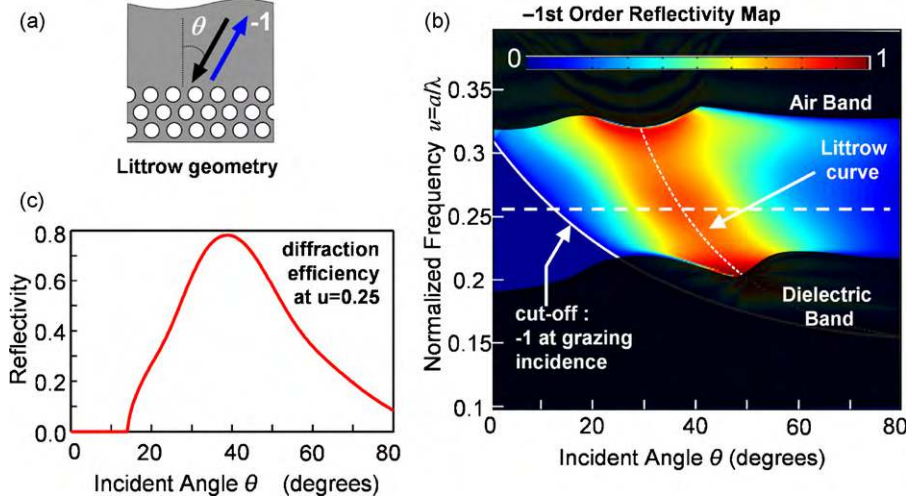 (a)
θ
-1
Littrow geometry
(b)
–1st Order Reflectivity Map
0
1
Air Band
Littrow
curve
cut-off :
-1 at grazing
incidence
Dielectric
Band
0.35
0.3
0.25
0.2
0.15
0.1
Normalized Frequency u=a/λ
0 20 40 60 80
Incident Angle θ (degrees)
(c)
diffraction
efficiency
at u=0.25
0.8
0.6
0.4
0.2
0.0
Reflectivity
0 20 40 60 80
Incident Angle θ (degrees)